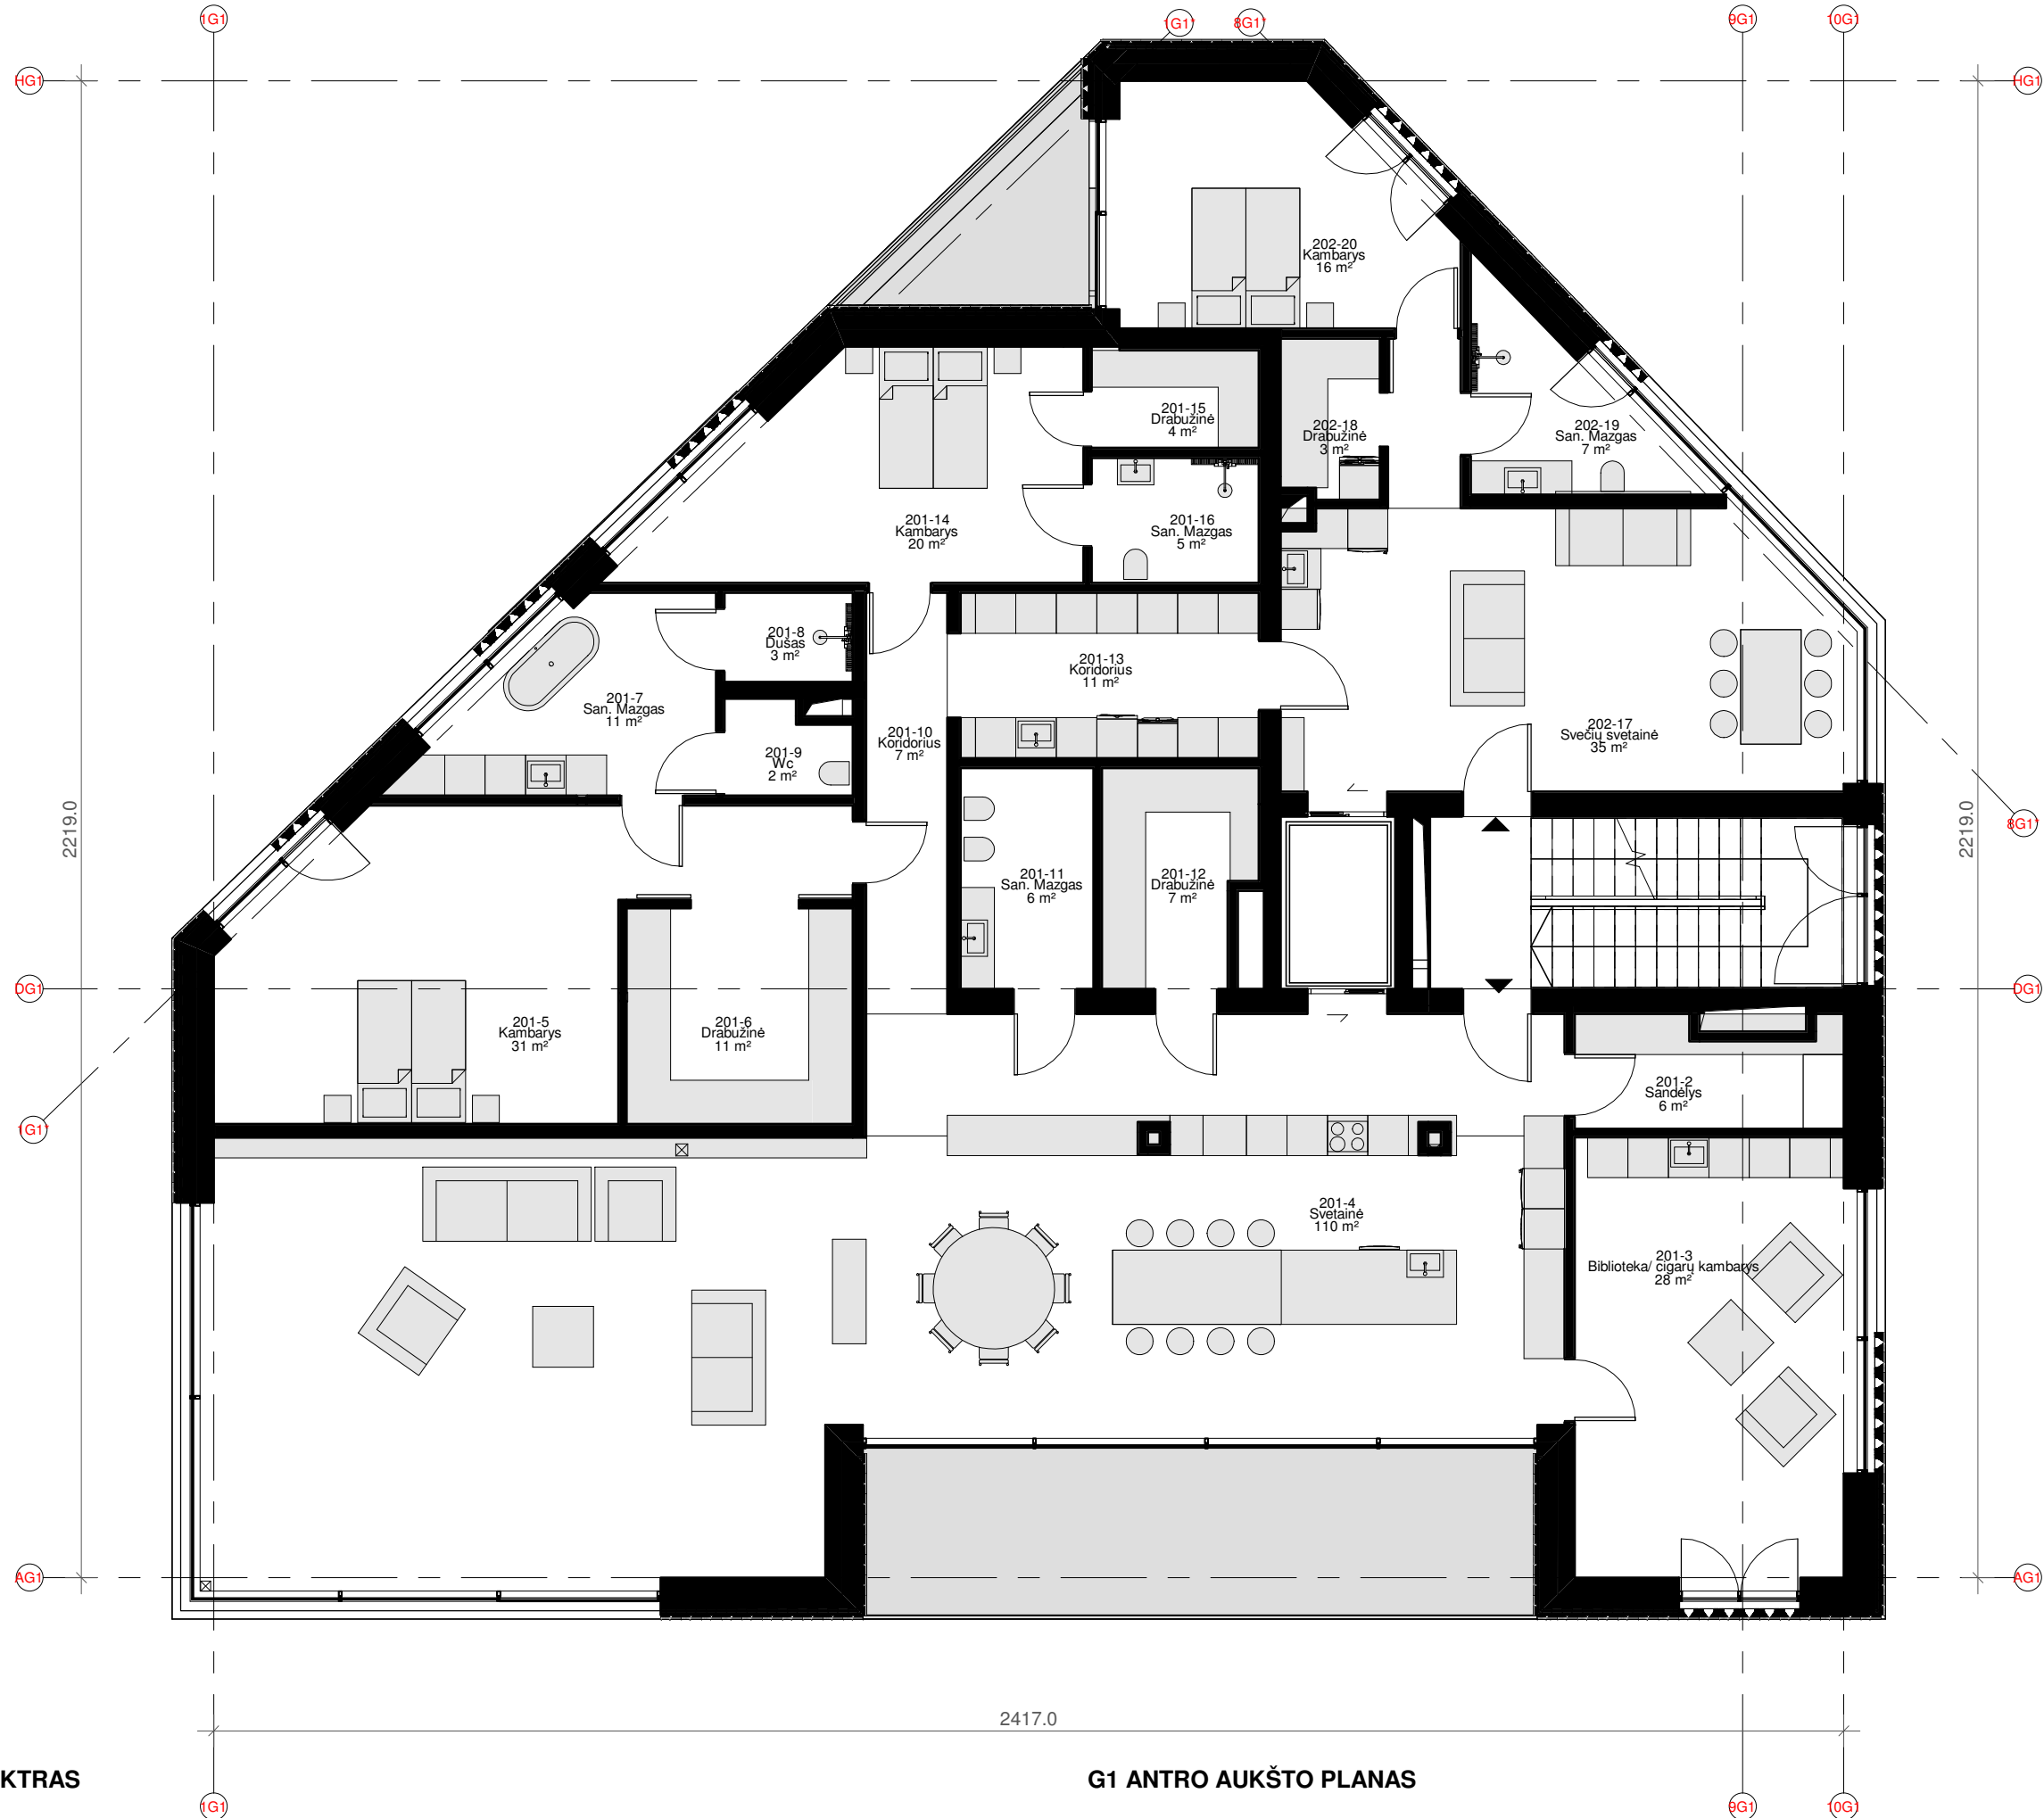 1G1
1G1*
8G1*
9G1
10G1
HG1
HG1
202-20
Kambarys
16 m²
201-15
Drabužinė
4 m²
202-18
Drabužinė
3 m²
202-19
San. Mazgas
7 m²
201-14
Kambarys
20 m²
201-16
San. Mazgas
5 m²
201-8
Dušas
3 m²
201-13
Koridorius
11 m²
201-7
San. Mazgas
11 m²
201-10
Koridorius
7 m²
202-17
Svečių svetainė
35 m²
201-9
Wc
2 m²
2219.0
2219.0
8G1*
201-11
San. Mazgas
6 m²
201-12
Drabužinė
7 m²
DG1
DG1
201-5
Kambarys
31 m²
201-6
Drabužinė
11 m²
201-2
Sandėlys
6 m²
1G1*
201-4
Svetainė
110 m²
201-3
Biblioteka/ cigarų kambarys
28 m²
AG1
AG1
2417.0
KTRAS
G1 ANTRO AUKŠTO PLANAS
1G1
9G1
10G1